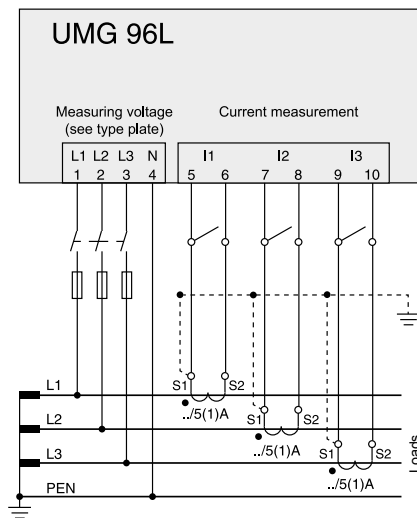 UMG 96L
Measuring voltage
(see type plate)
Current measurement
L1 L2 L3 N
I1 I2 I3
1 2 3 4
5 6 7 8 9 10
L1
S1 S2
../5(1)A
L2
S1 S2
../5(1)A
L3
S1 S2
../5(1)A
PEN
Loads